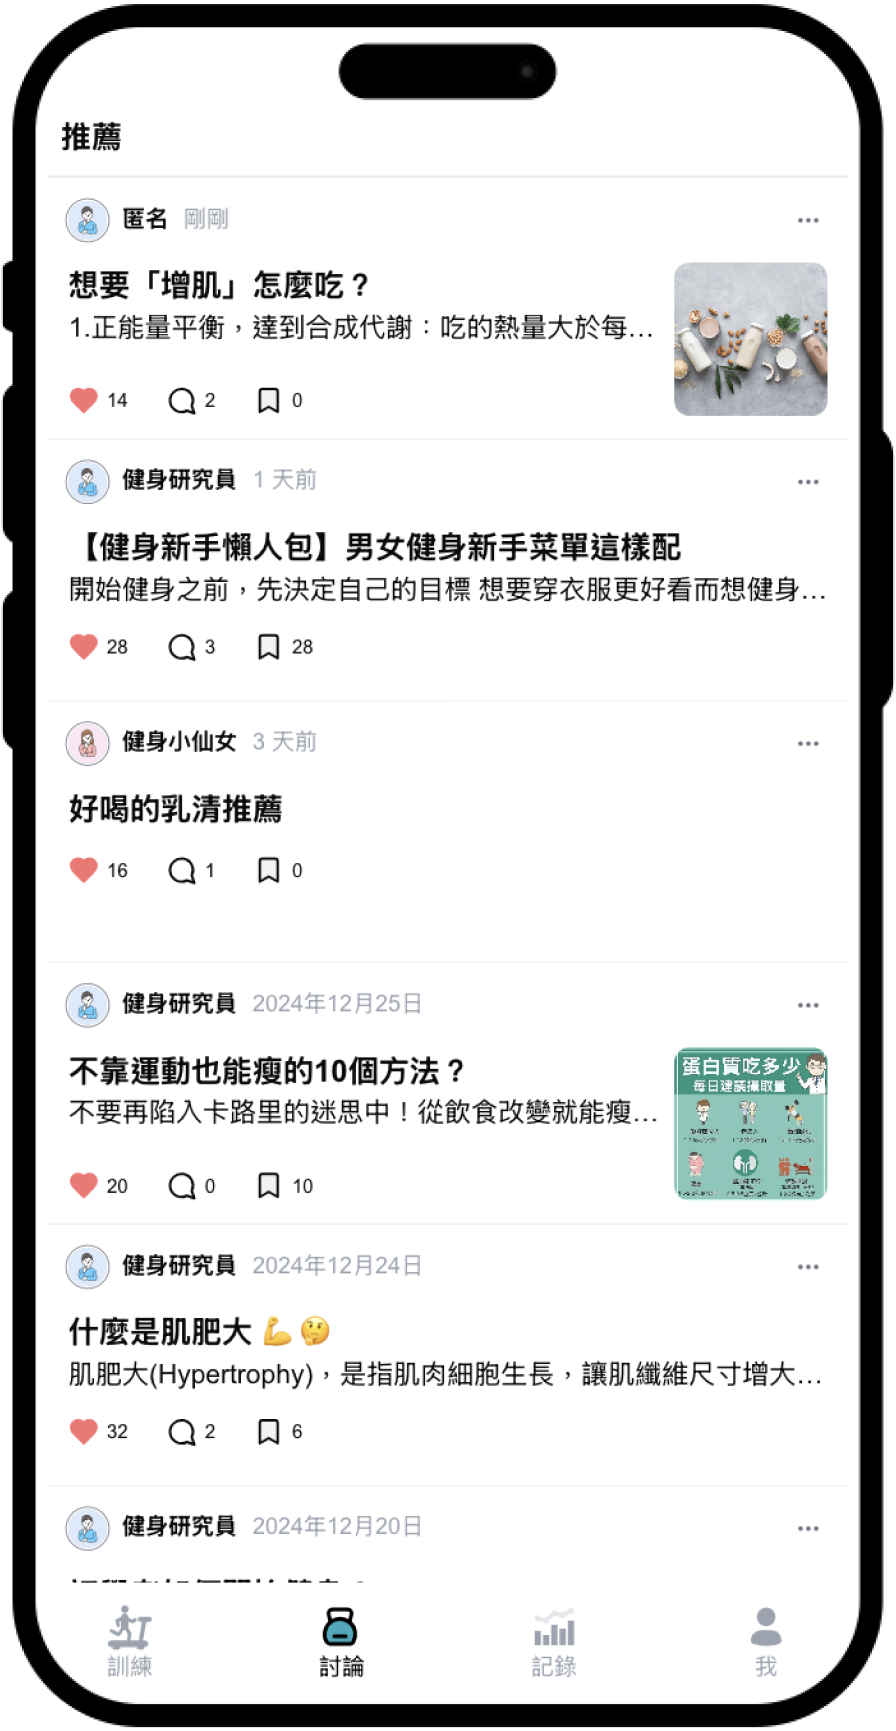 推薦
匿名 剛剛
想要「增肌」怎麼吃？
1.正能量平衡，達到合成代謝：吃的熱量大於每…
14 2 0
健身研究員 1 天前
【健身新手懶人包】男女健身新手菜單這樣配
開始健身之前，先決定自己的目標 想要穿衣服更好看而想健身…
28 3 28
健身小仙女 3 天前
好喝的乳清推薦
16 1 0
健身研究員 2024年12月25日
不靠運動也能瘦的10個方法？
不要再陷入卡路里的迷思中！從飲食改變就能瘦…
蛋白質吃多少
每日建議攝取量
20 0 10
健身研究員 2024年12月24日
什麼是肌肥大 💪🤔
肌肥大(Hypertrophy)，是指肌肉細胞生長，讓肌纖維尺寸增大…
32 2 6
健身研究員 2024年12月20日
訓練 討論 記錄 我